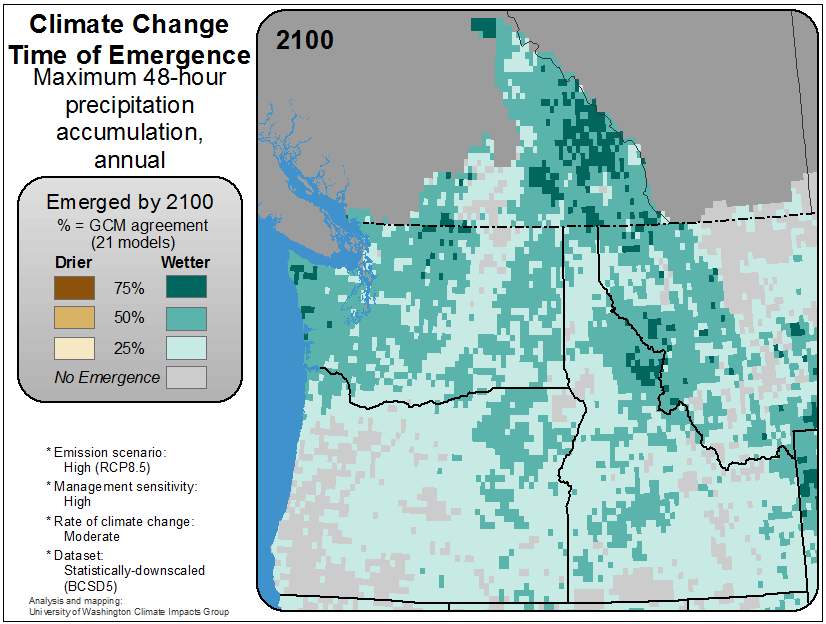 Climate Change
Time of Emergence
Maximum 48-hour
precipitation
accumulation,
annual
2100
Emerged by 2100
% = GCM agreement
(21 models)
Drier Wetter
75%
50%
25%
No Emergence
* Emission scenario:
High (RCP8.5)
* Management sensitivity:
High
* Rate of climate change:
Moderate
* Dataset:
Statistically-downscaled
(BCSD5)
Analysis and mapping:
University of Washington Climate Impacts Group